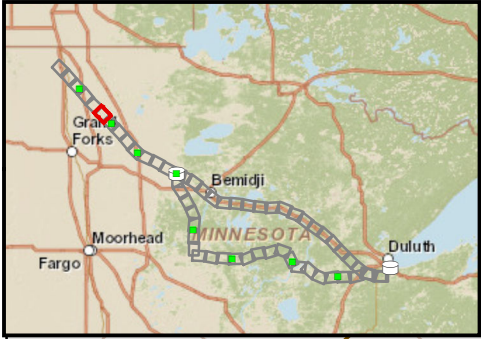 Grand
Forks
Bemidji
MINNESOTA
Moorhead
Fargo
Duluth